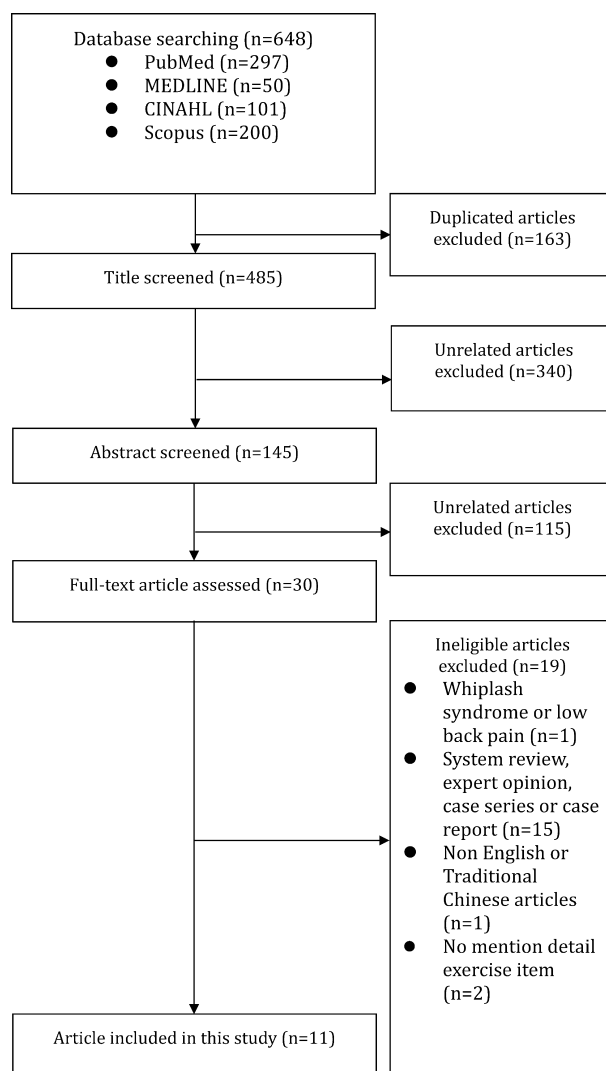 Database searching (n=648)
● PubMed (n=297)
● MEDLINE (n=50)
● CINAHL (n=101)
● Scopus (n=200)
Duplicated articles
excluded (n=163)
Title screened (n=485)
Unrelated articles
excluded (n=340)
Abstract screened (n=145)
Unrelated articles
excluded (n=115)
Full-text article assessed (n=30)
Ineligible articles
excluded (n=19)
● Whiplash
syndrome or low
back pain (n=1)
● System review,
expert opinion,
case series or case
report (n=15)
● Non English or
Traditional
Chinese articles
(n=1)
● No mention detail
exercise item
(n=2)
Article included in this study (n=11)